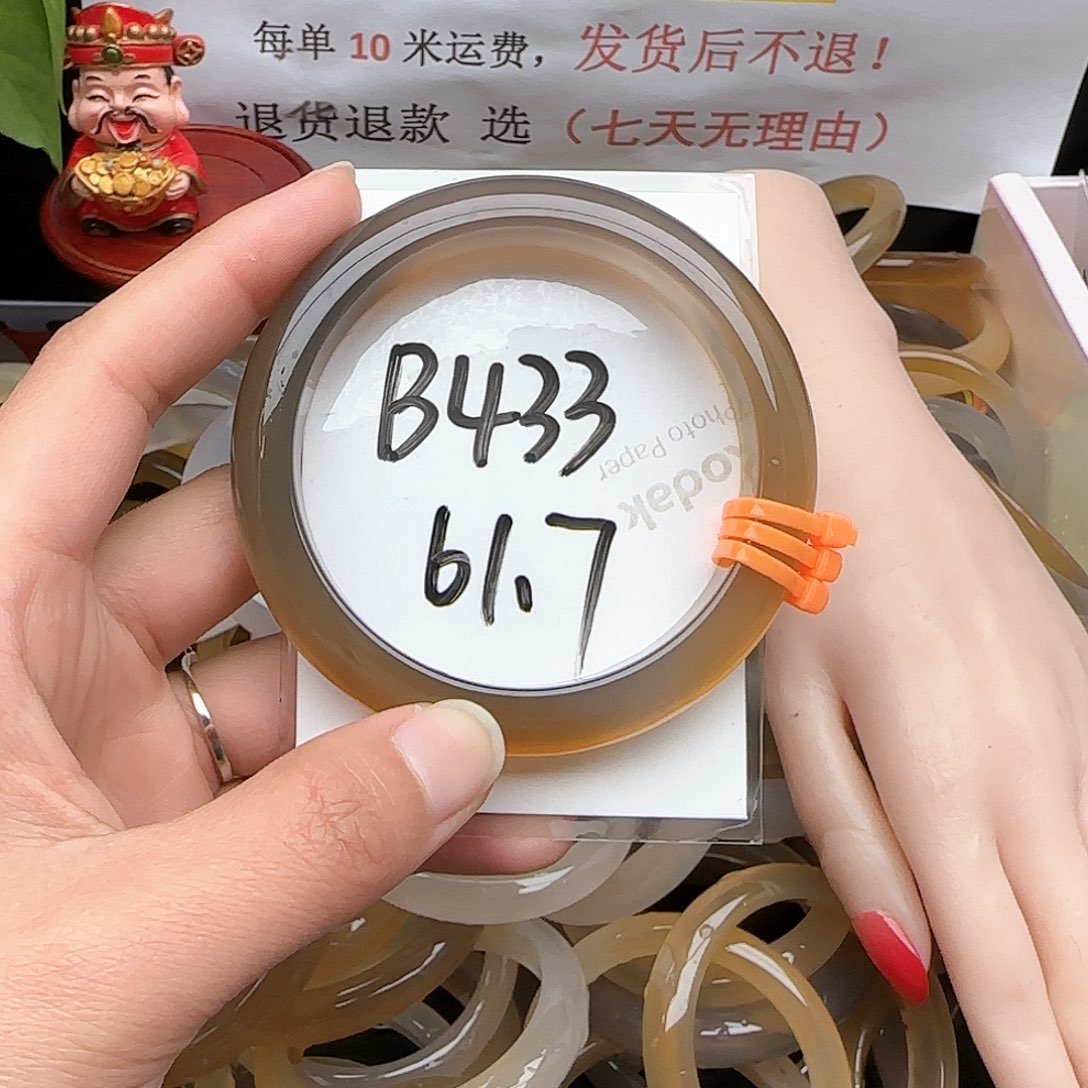 每单 10 米运费，发货后不退！
退货退款 选（七天无理由）
B433
61.7
Photo Paper
Kodak